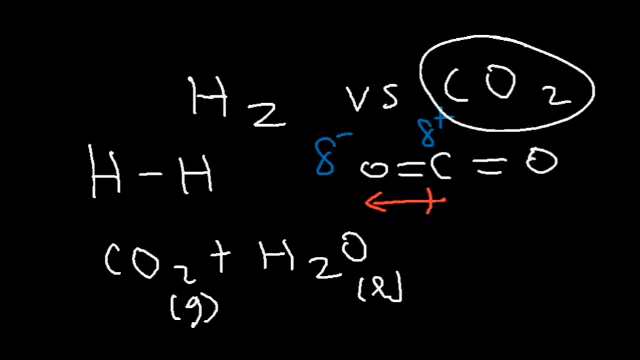 H2 vs CO2
δ- δ+
H-H O=C=O
CO2 + H2O
(g) (l)